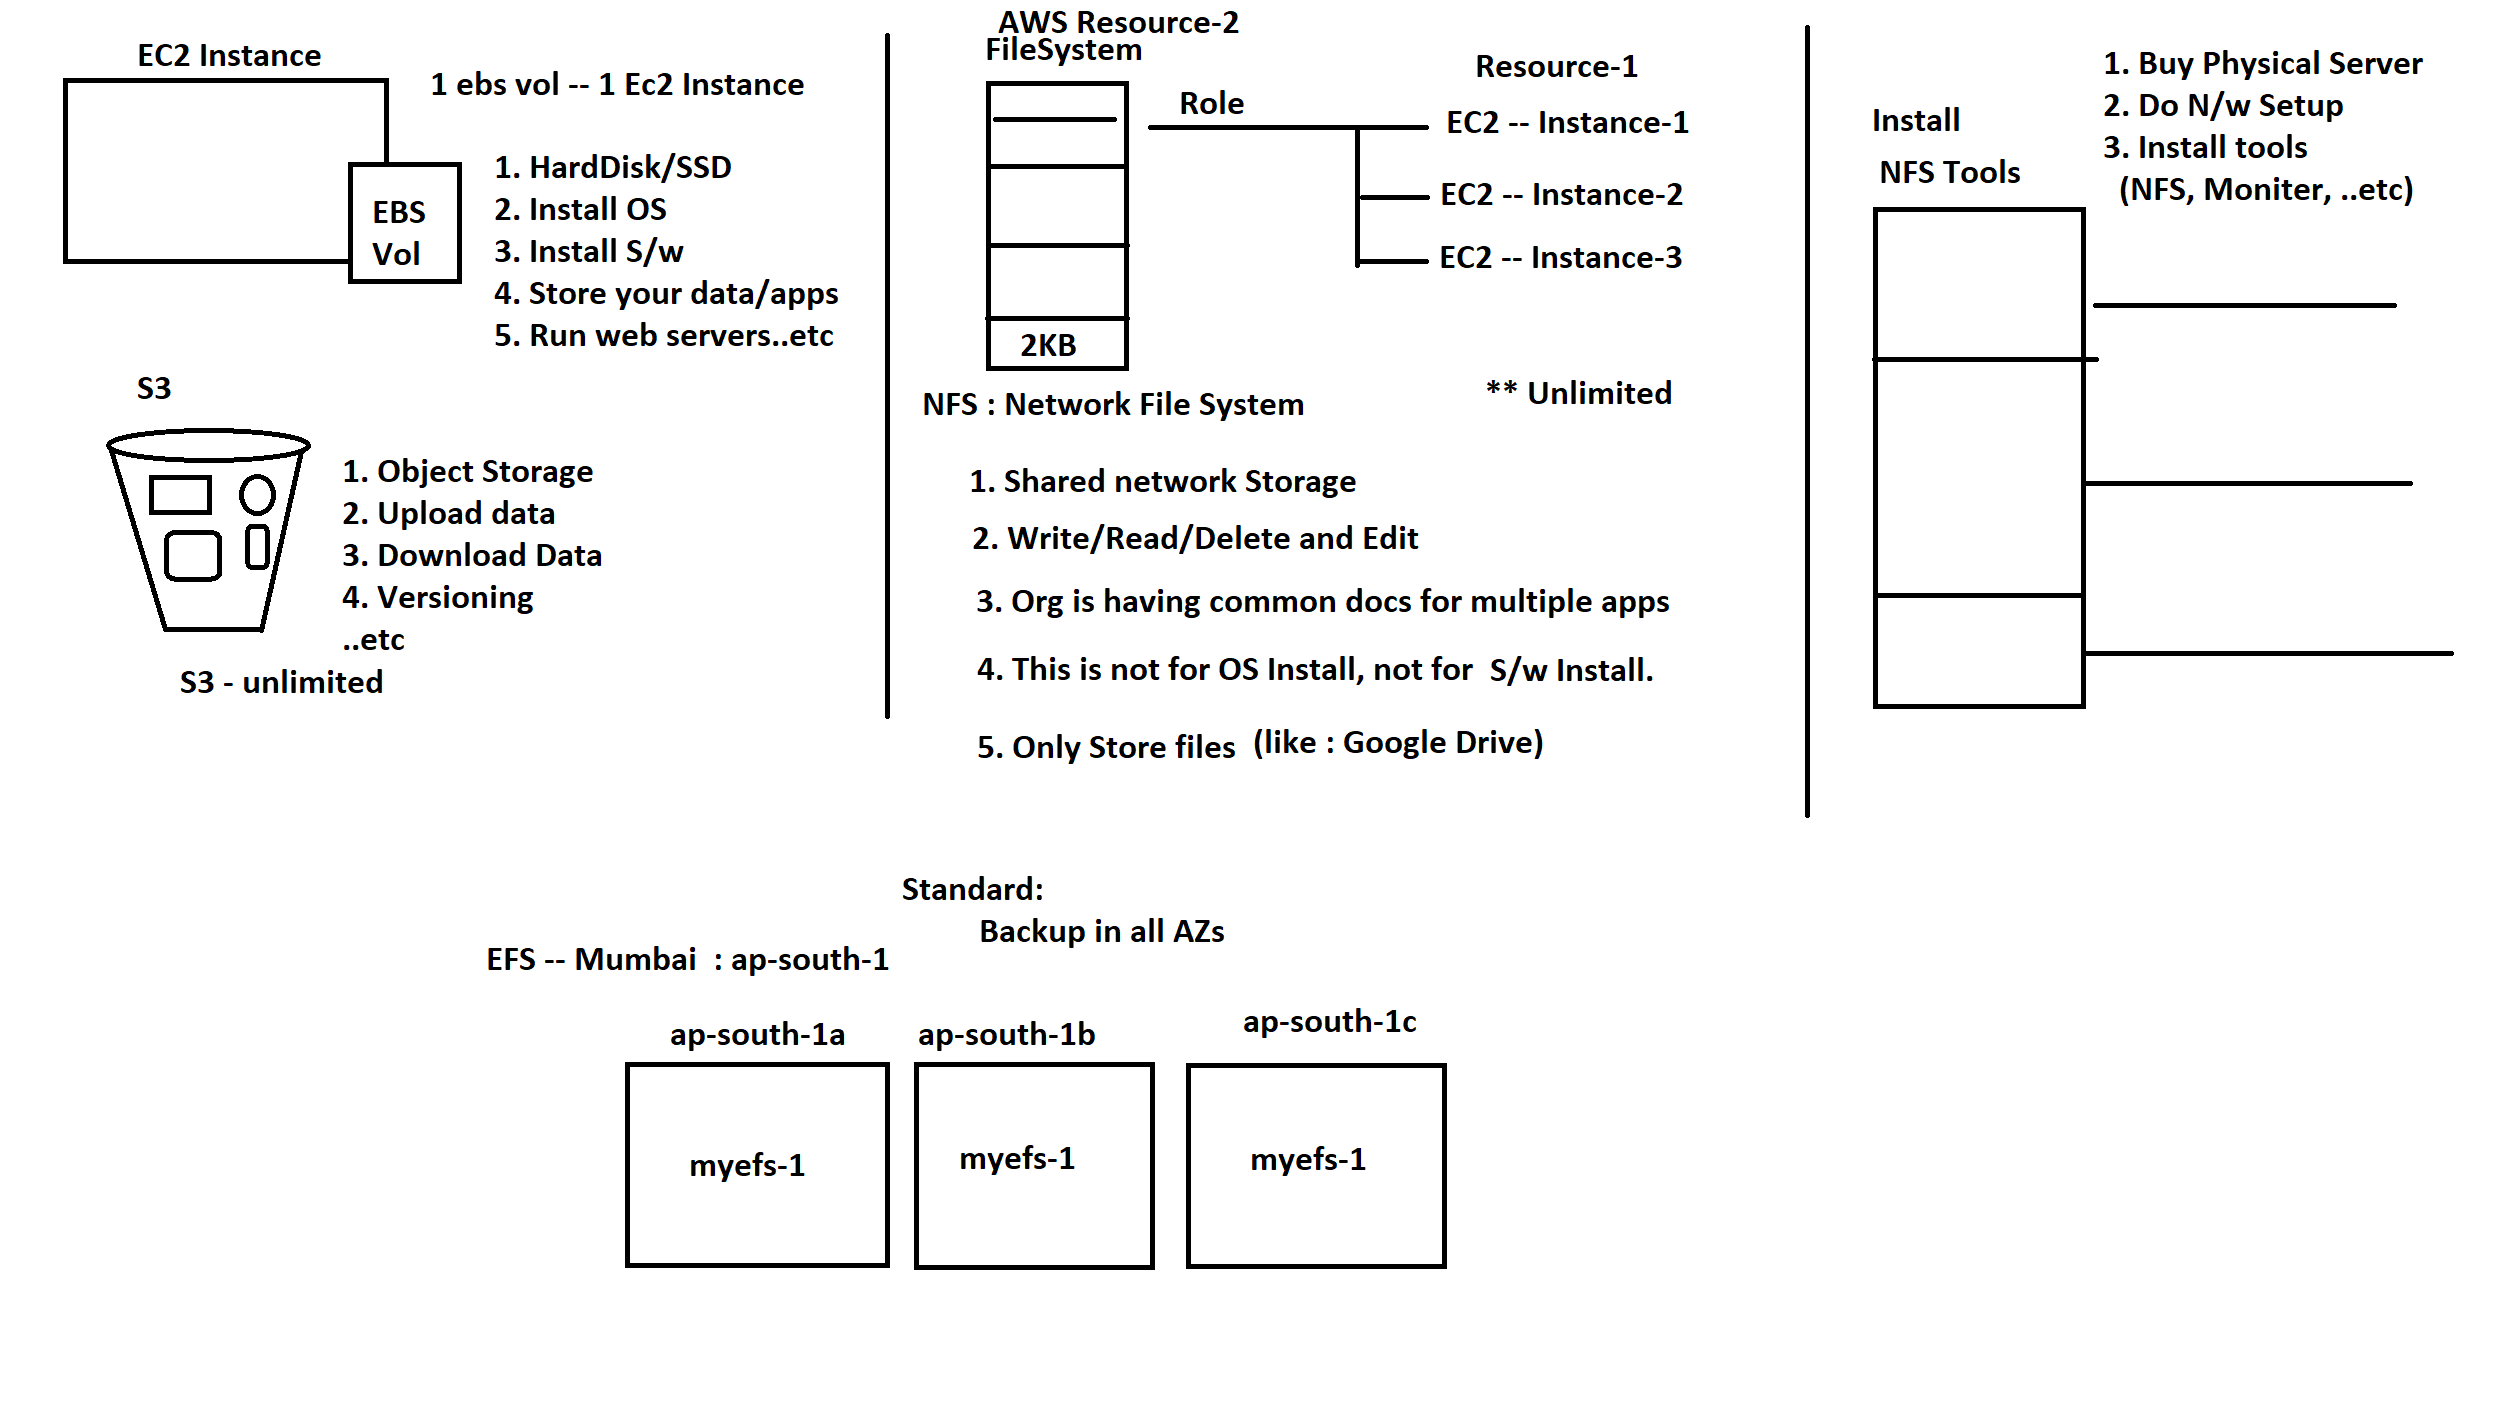 EC2 Instance
1 ebs vol -- 1 Ec2 Instance
EBS
Vol
1. HardDisk/SSD
2. Install OS
3. Install S/w
4. Store your data/apps
5. Run web servers..etc
S3
1. Object Storage
2. Upload data
3. Download Data
4. Versioning
..etc
S3 - unlimited
AWS Resource-2
FileSystem
Role
Resource-1
EC2 -- Instance-1
EC2 -- Instance-2
EC2 -- Instance-3
2KB
NFS : Network File System
** Unlimited
1. Shared network Storage
2. Write/Read/Delete and Edit
3. Org is having common docs for multiple apps
4. This is not for OS Install, not for S/w Install.
5. Only Store files (like : Google Drive)
Install
NFS Tools
1. Buy Physical Server
2. Do N/w Setup
3. Install tools
(NFS, Moniter, ..etc)
Standard:
Backup in all AZs
EFS -- Mumbai : ap-south-1
ap-south-1a
ap-south-1b
ap-south-1c
myefs-1
myefs-1
myefs-1